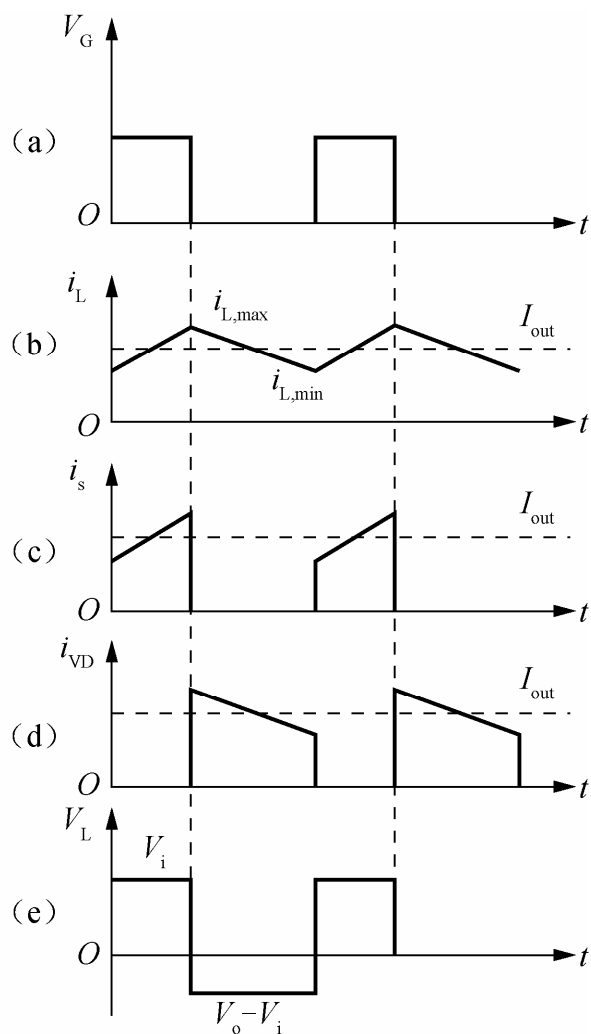 V_G
(a)
O
t
i_L
i_L,max
I_out
(b)
i_L,min
O
t
i_s
I_out
(c)
O
t
i_VD
I_out
(d)
O
t
V_L
V_i
(e)
O
t
V_o−V_i